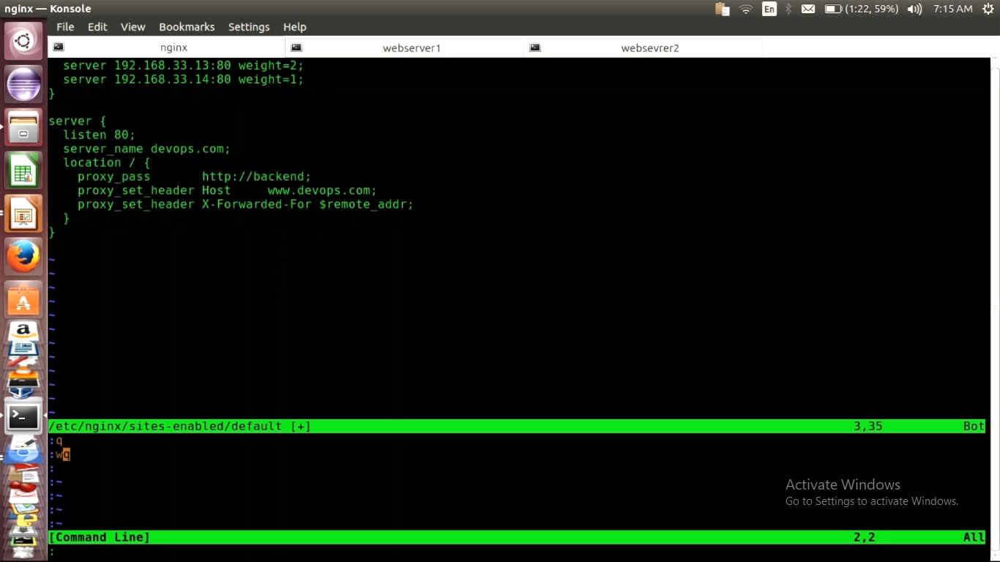 nginx — Konsole
En
(1:22, 59%)
7:15 AM
File Edit View Bookmarks Settings Help
nginx
webserver1
websevrer2
server 192.168.33.13:80 weight=2;
server 192.168.33.14:80 weight=1;
}
server {
listen 80;
server_name devops.com;
location / {
proxy_pass http://backend;
proxy_set_header Host www.devops.com;
proxy_set_header X-Forwarded-For $remote_addr;
}
}
~
~
~
~
~
~
~
~
~
~
~
~
/etc/nginx/sites-enabled/default [+] 3,35 Bot
:q
:wq
:
:~
:~
:~
:~
[Command Line] 2,2 All
:
Activate Windows
Go to Settings to activate Windows.